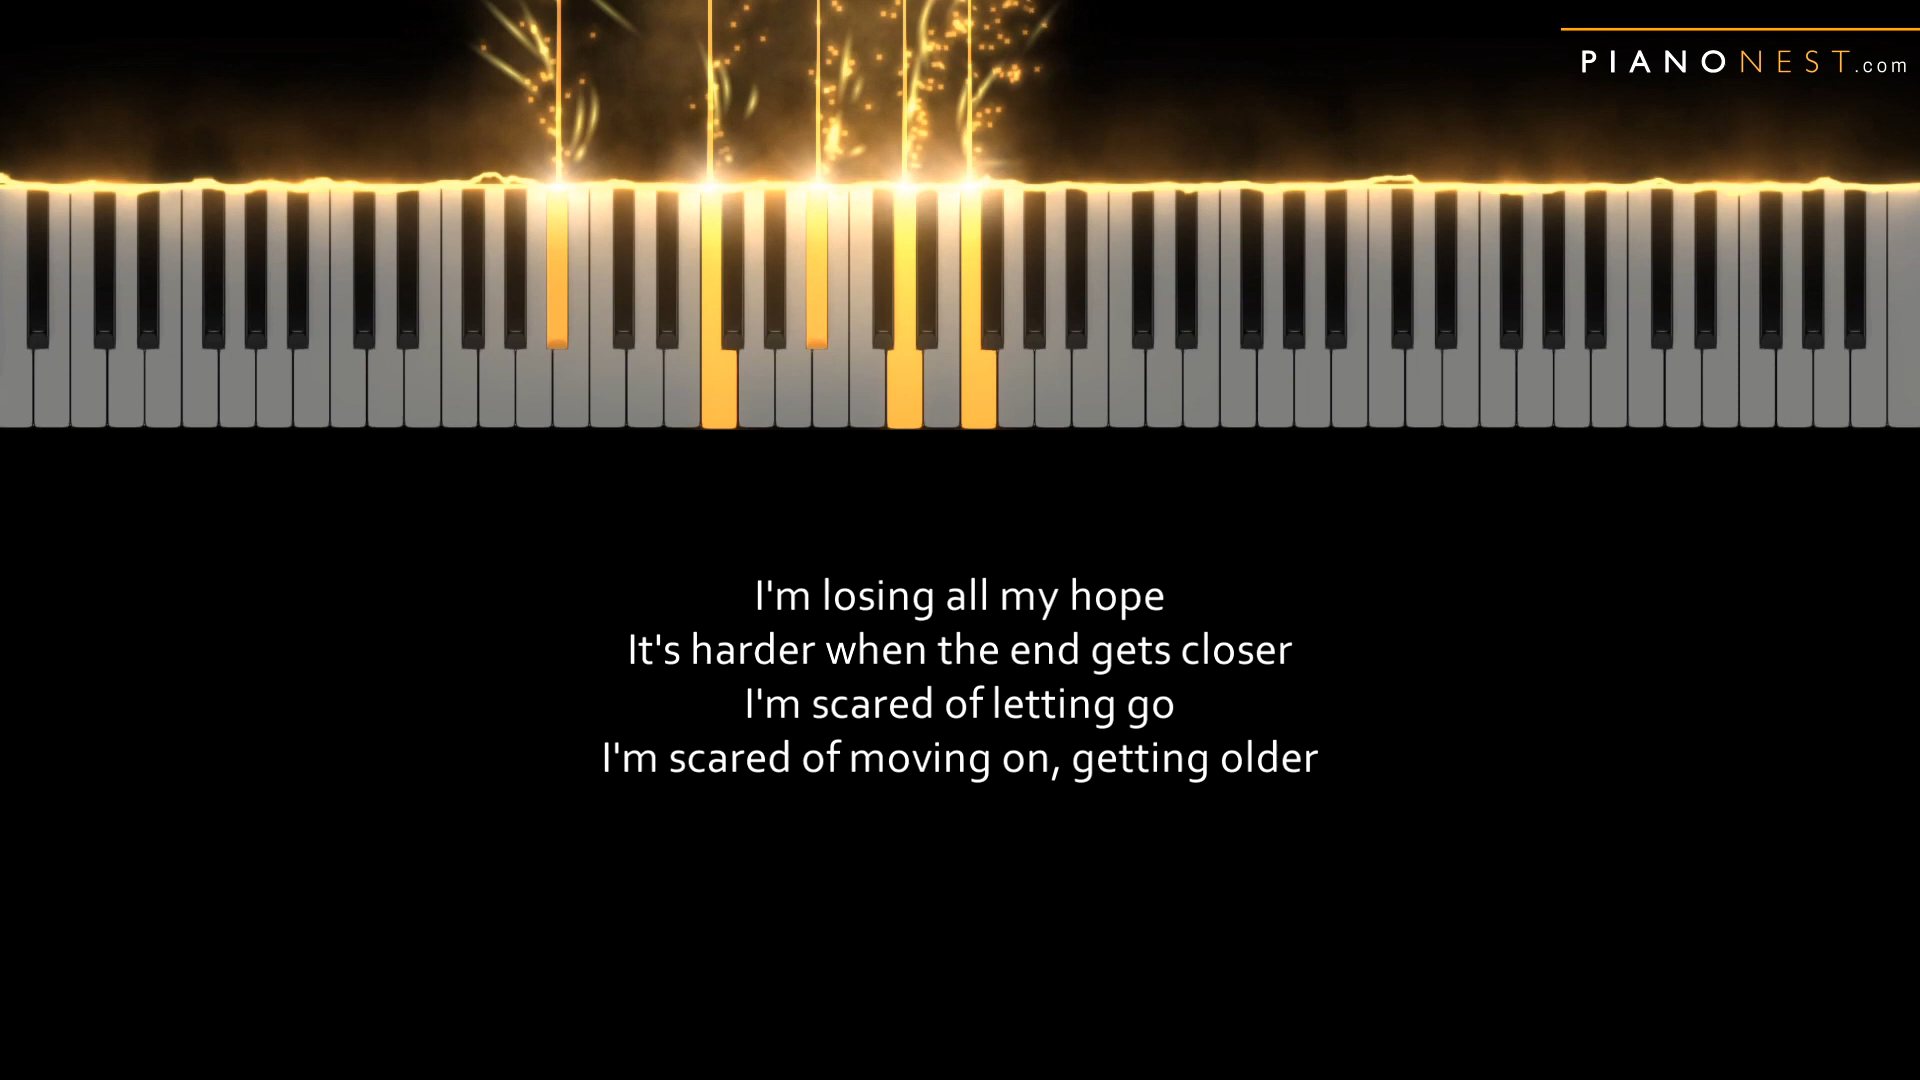 PIANONEST.com
I'm losing all my hope
It's harder when the end gets closer
I'm scared of letting go
I'm scared of moving on, getting older